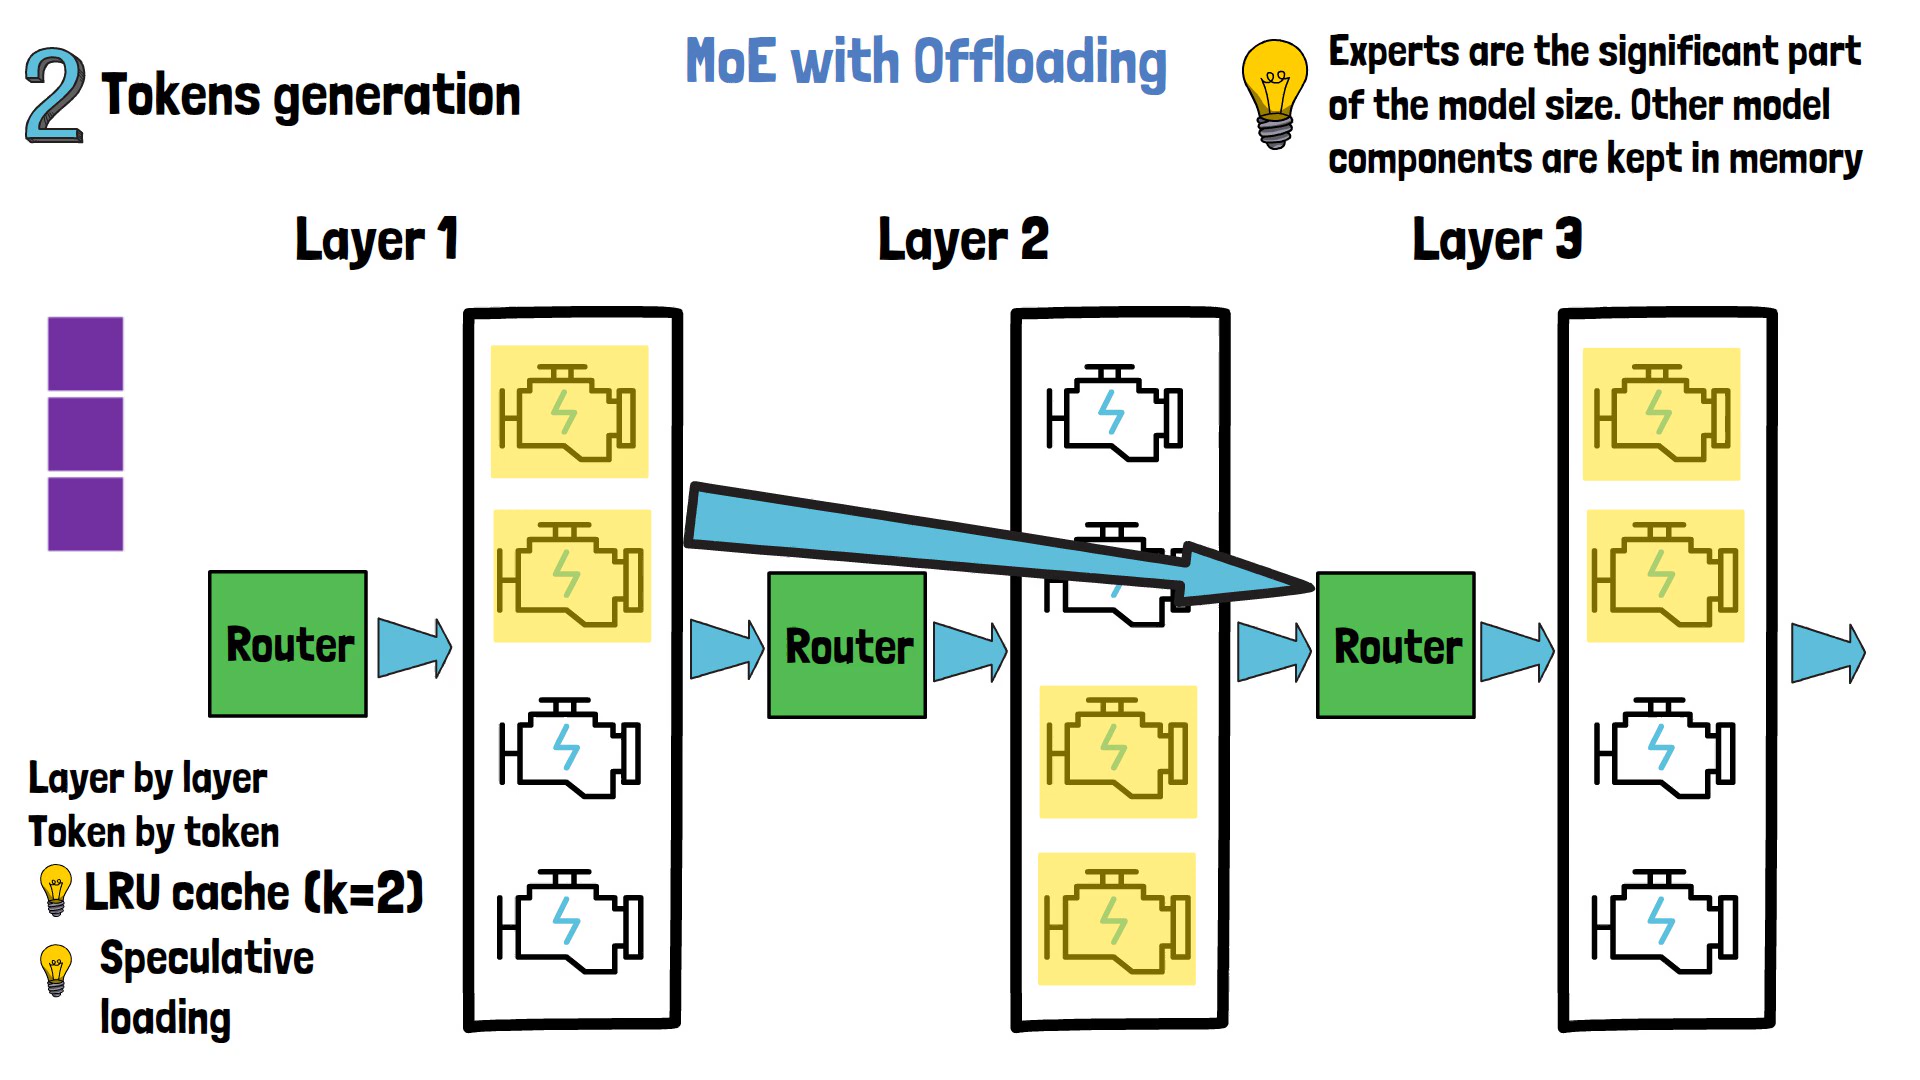 MoE with Offloading
2 Tokens generation
Experts are the significant part
of the model size. Other model
components are kept in memory
Layer 1
Layer 2
Layer 3
Router
Router
Router
Layer by layer
Token by token
LRU cache (k=2)
Speculative
loading